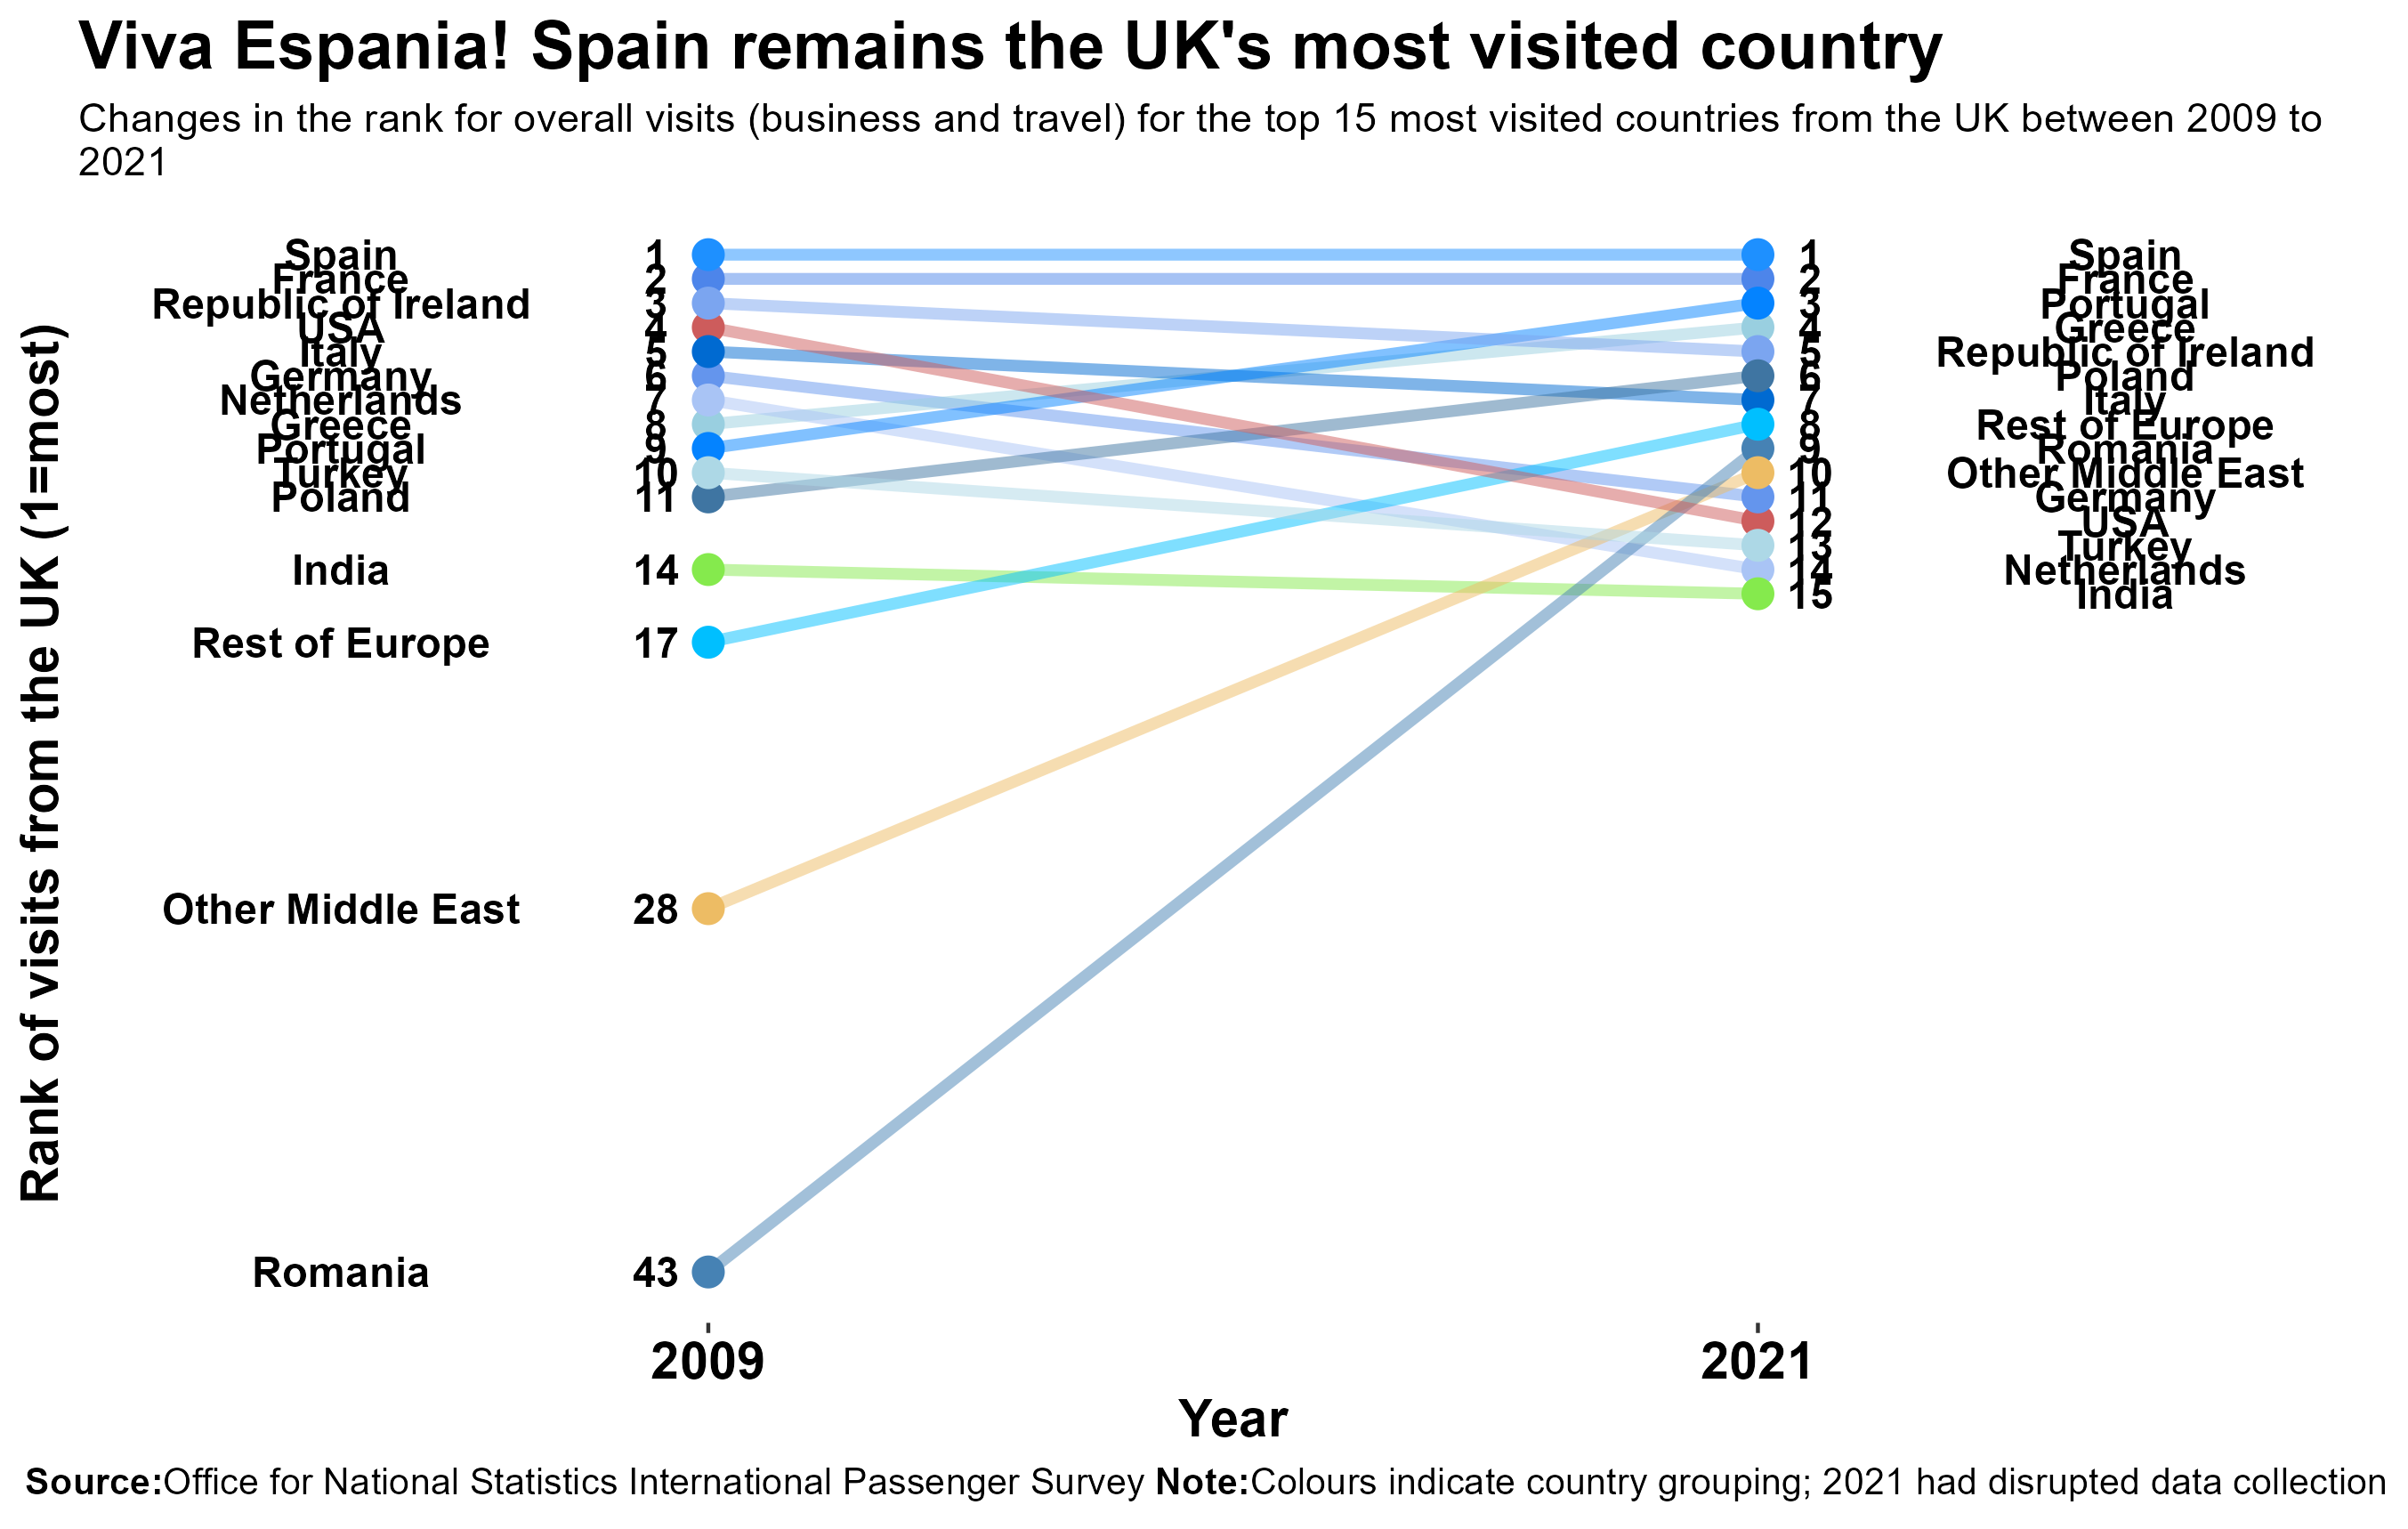 Viva Espania! Spain remains the UK's most visited country
Changes in the rank for overall visits (business and travel) for the top 15 most visited countries from the UK between 2009 to
2021
Rank of visits from the UK (1=most)
Spain 1 1 Spain
France 2 2 France
Republic of Ireland 3 3 Portugal
USA 4 4 Greece
Italy 5 5 Republic of Ireland
Germany 6 6 Poland
Netherlands 7 7 Italy
Greece 8 8 Rest of Europe
Portugal 9 9 Romania
Turkey 10 10 Other Middle East
Poland 11 11 Germany
12 USA
13 Turkey
India 14 14 Netherlands
15 India
Rest of Europe 17
Other Middle East 28
Romania 43
2009 2021
Year
Source:Office for National Statistics International Passenger Survey Note:Colours indicate country grouping; 2021 had disrupted data collection